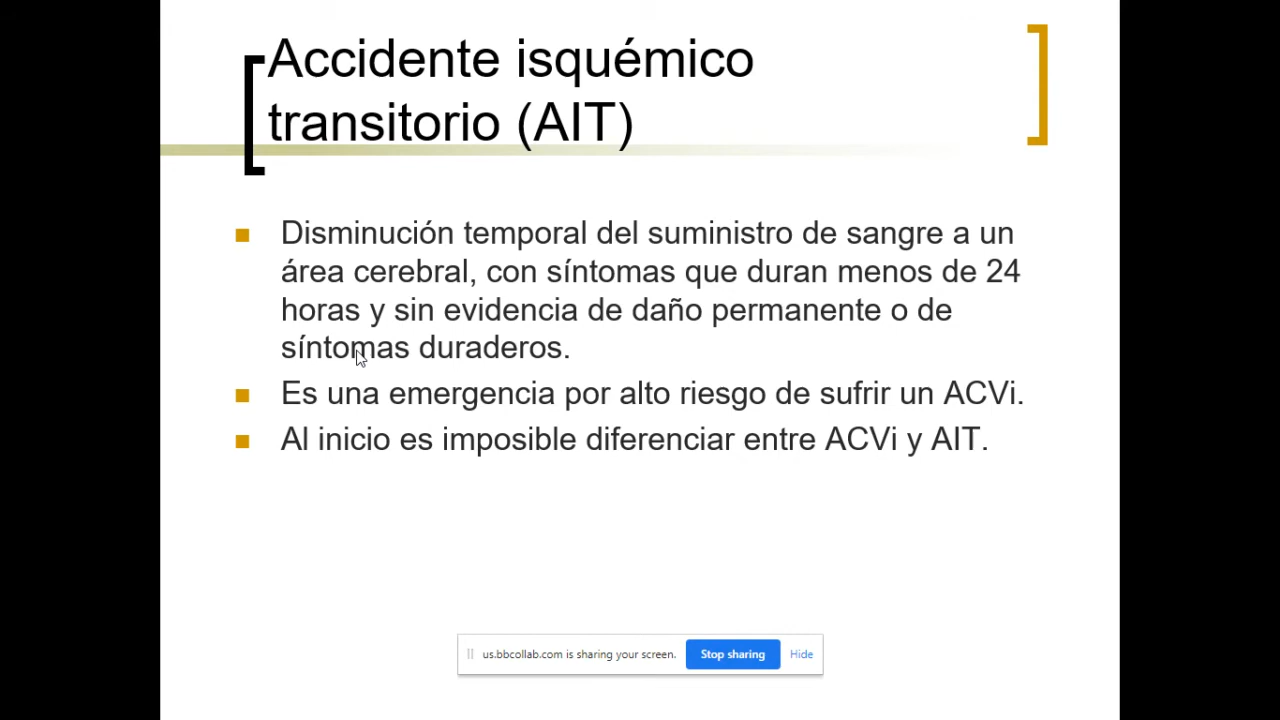 Accidente isquémico
transitorio (AIT)
Disminución temporal del suministro de sangre a un
área cerebral, con síntomas que duran menos de 24
horas y sin evidencia de daño permanente o de
síntomas duraderos.
Es una emergencia por alto riesgo de sufrir un ACVi.
Al inicio es imposible diferenciar entre ACVi y AIT.
us.bbcollab.com is sharing your screen. Stop sharing Hide